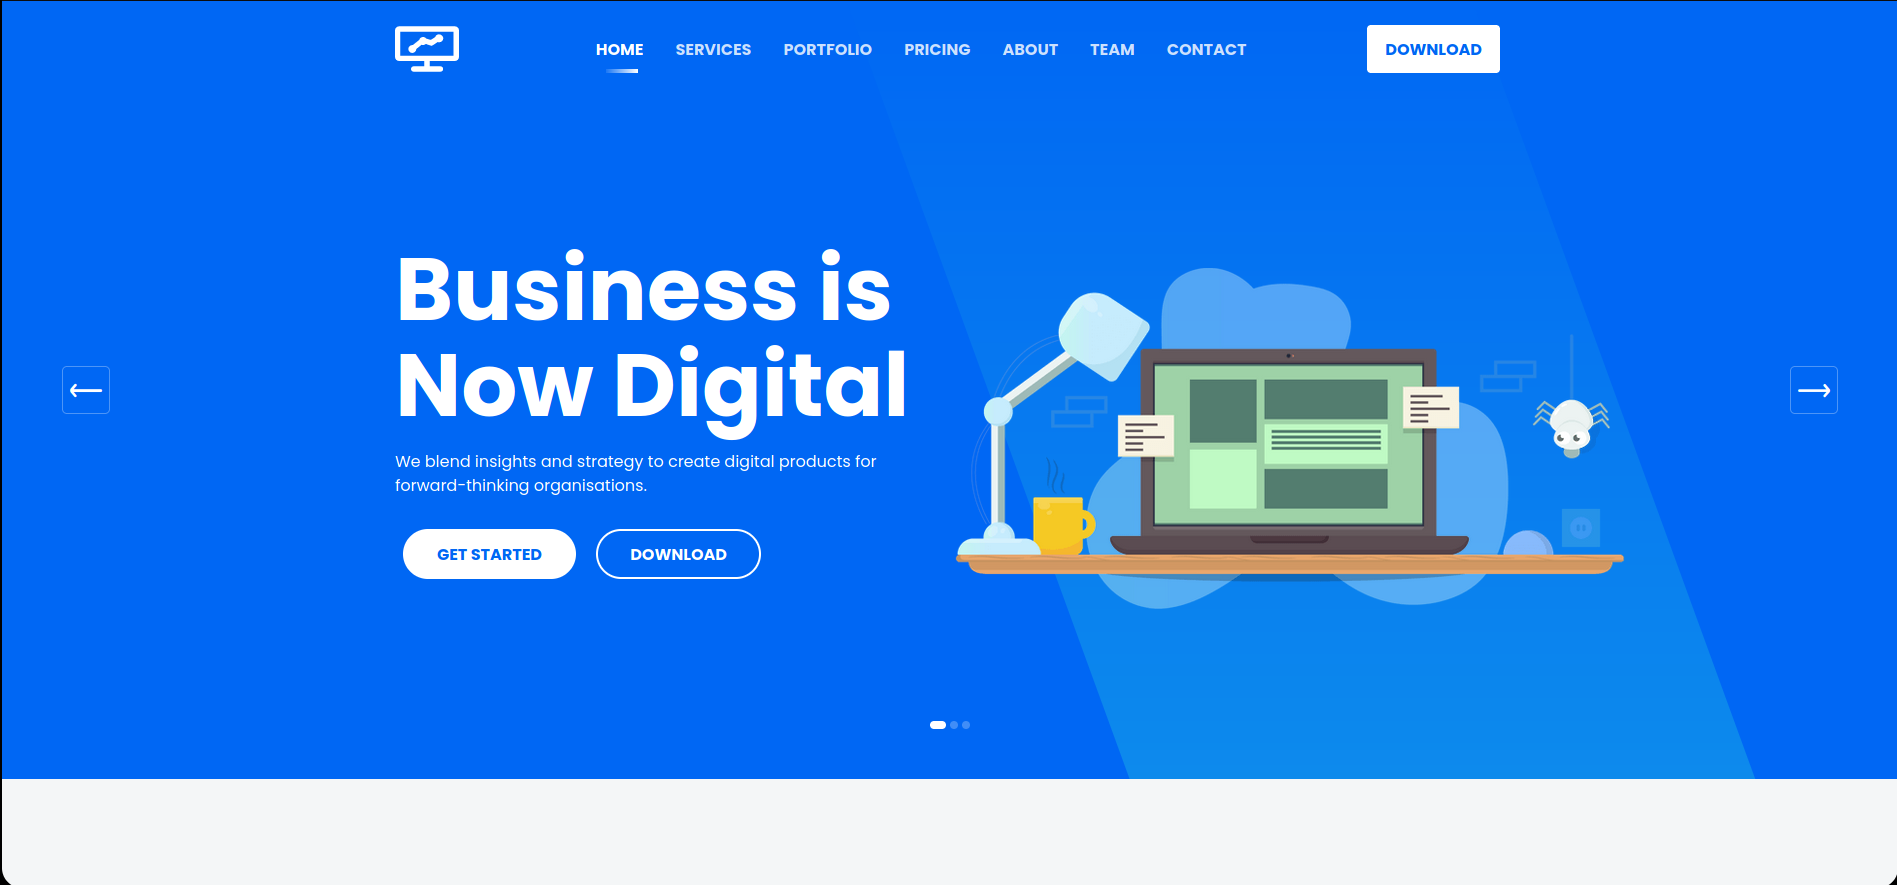 HOME SERVICES PORTFOLIO PRICING ABOUT TEAM CONTACT DOWNLOAD
Business is
Now Digital
We blend insights and strategy to create digital products for
forward-thinking organisations.
GET STARTED DOWNLOAD